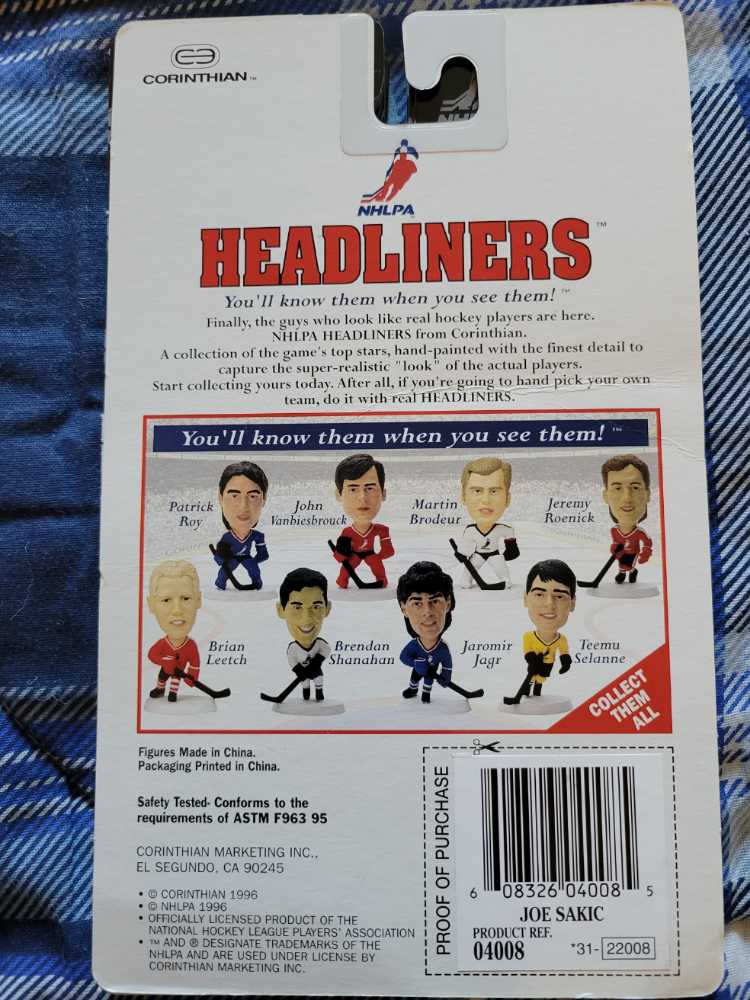 CORINTHIAN™
NH
NHLPA
HEADLINERS™
You'll know them when you see them!™
Finally, the guys who look like real hockey players are here.
NHLPA HEADLINERS from Corinthian.
A collection of the game's top stars, hand-painted with the finest detail to
capture the super-realistic "look" of the actual players.
Start collecting yours today. After all, if you're going to hand pick your own
team, do it with real HEADLINERS.
You'll know them when you see them!™
Patrick
Roy
John
Vanbiesbrouck
Martin
Brodeur
Jeremy
Roenick
Brian
Leetch
Brendan
Shanahan
Jaromir
Jagr
Teemu
Selanne
COLLECT
THEM
ALL
Figures Made in China.
Packaging Printed in China.
Safety Tested- Conforms to the
requirements of ASTM F963 95
CORINTHIAN MARKETING INC.,
EL SEGUNDO, CA 90245
• © CORINTHIAN 1996
• © NHLPA 1996
• OFFICIALLY LICENSED PRODUCT OF THE
NATIONAL HOCKEY LEAGUE PLAYERS' ASSOCIATION
• ™ AND ® DESIGNATE TRADEMARKS OF THE
NHLPA AND ARE USED UNDER LICENSE BY
CORINTHIAN MARKETING INC.
PROOF OF PURCHASE
6 08326 04008 5
JOE SAKIC
PRODUCT REF.
04008 *31- 22008